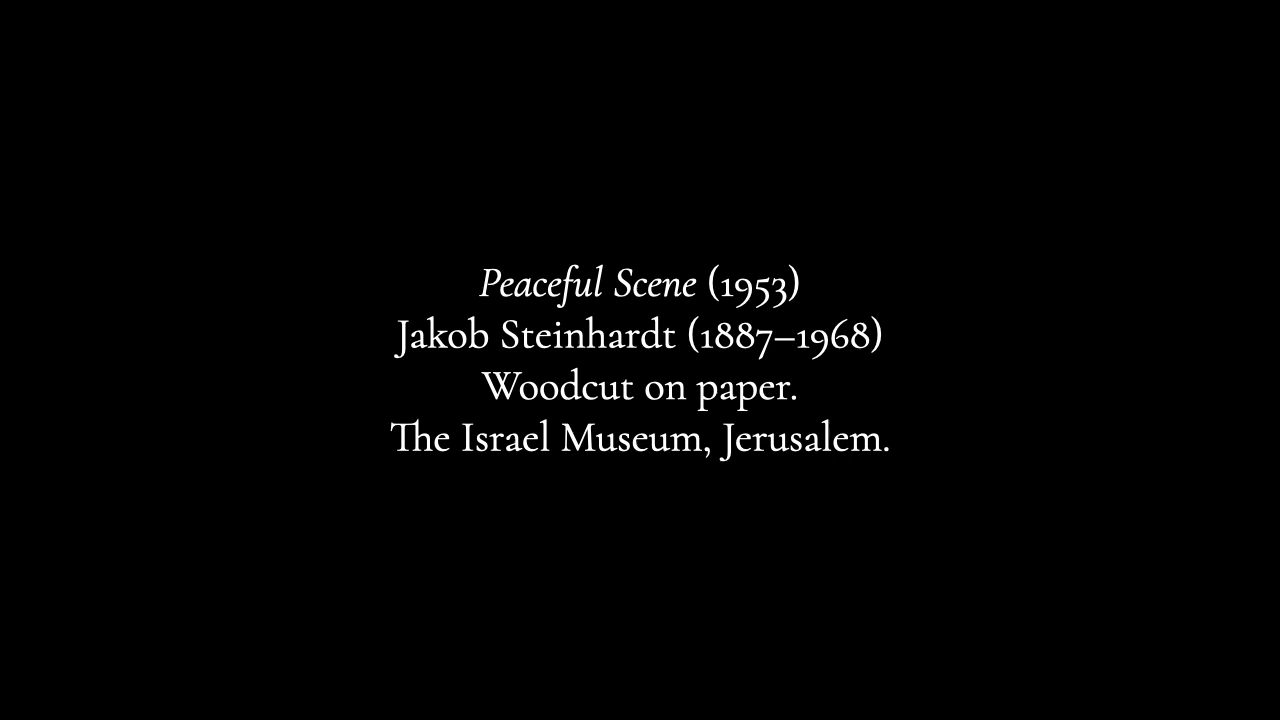 Peaceful Scene (1953)
Jakob Steinhardt (1887–1968)
Woodcut on paper.
The Israel Museum, Jerusalem.